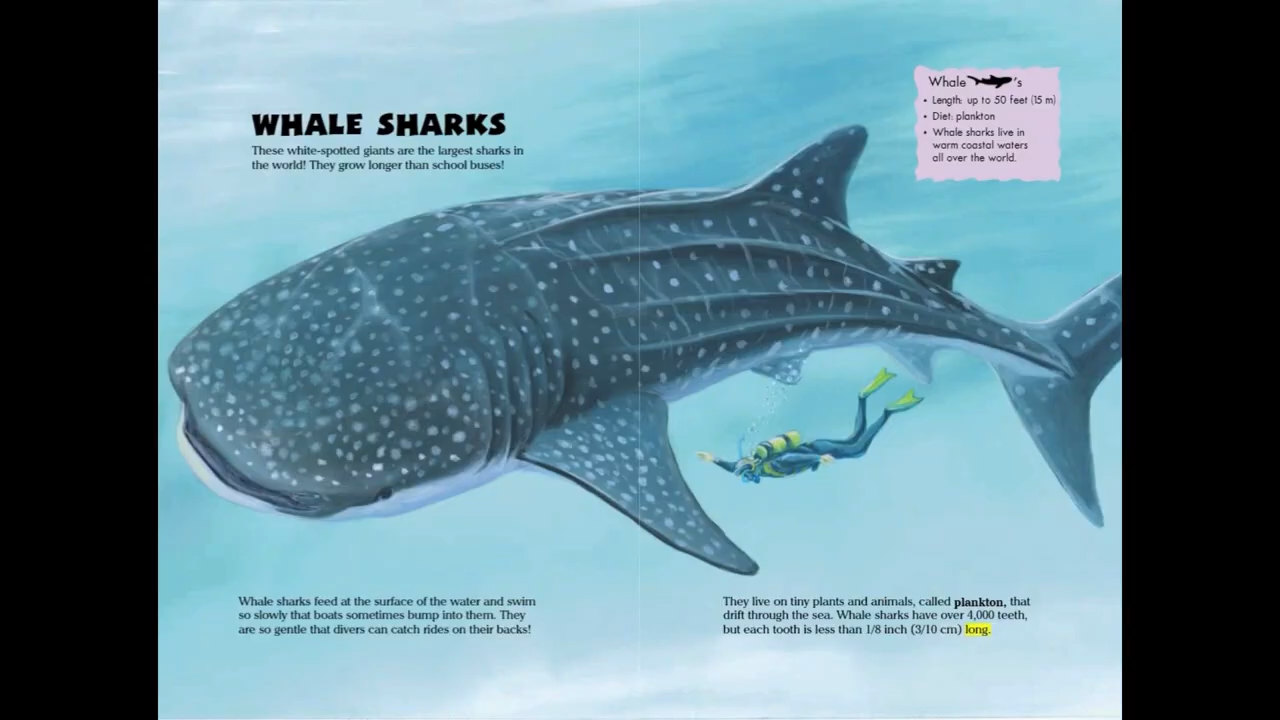 WHALE SHARKS
These white-spotted giants are the largest sharks in
the world! They grow longer than school buses!
Whale 's
• Length: up to 50 feet (15 m)
• Diet: plankton
• Whale sharks live in
warm coastal waters
all over the world.
Whale sharks feed at the surface of the water and swim
so slowly that boats sometimes bump into them. They
are so gentle that divers can catch rides on their backs!
They live on tiny plants and animals, called plankton, that
drift through the sea. Whale sharks have over 4,000 teeth,
but each tooth is less than 1/8 inch (3/10 cm) long.